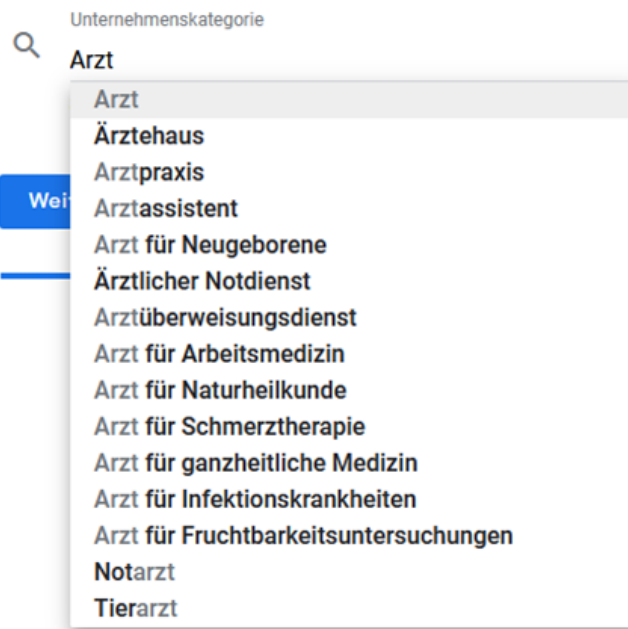 Unternehmenskategorie
Arzt
Arzt
Ärztehaus
Arztpraxis
Arztassistent
Wei
Arzt für Neugeborene
Ärztlicher Notdienst
Arztüberweisungsdienst
Arzt für Arbeitsmedizin
Arzt für Naturheilkunde
Arzt für Schmerztherapie
Arzt für ganzheitliche Medizin
Arzt für Infektionskrankheiten
Arzt für Fruchtbarkeitsuntersuchungen
Notarzt
Tierarzt